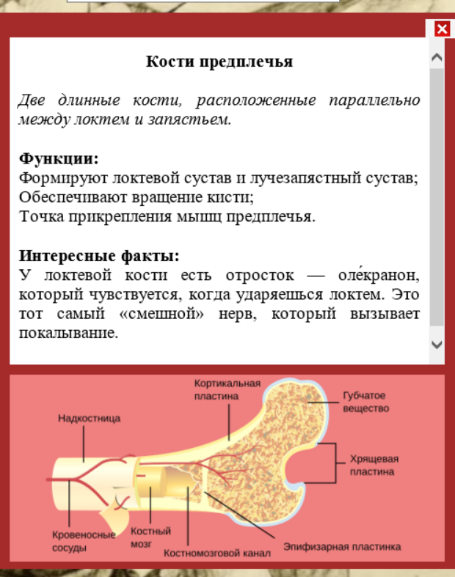 Кости предплечья
Две длинные кости, расположенные параллельно
между локтем и запястьем.
Функции:
Формируют локтевой сустав и лучезапястный сустав;
Обеспечивают вращение кисти;
Точка прикрепления мышц предплечья.
Интересные факты:
У локтевой кости есть отросток — оле́кранон,
который чувствуется, когда ударяешься локтем. Это
тот самый «смешной» нерв, который вызывает
покалывание.
Кортикальная
пластина
Губчатое
вещество
Надкостница
Хрящевая
пластина
Кровеносные
сосуды
Костный
мозг
Костномозговой канал
Эпифизарная пластинка